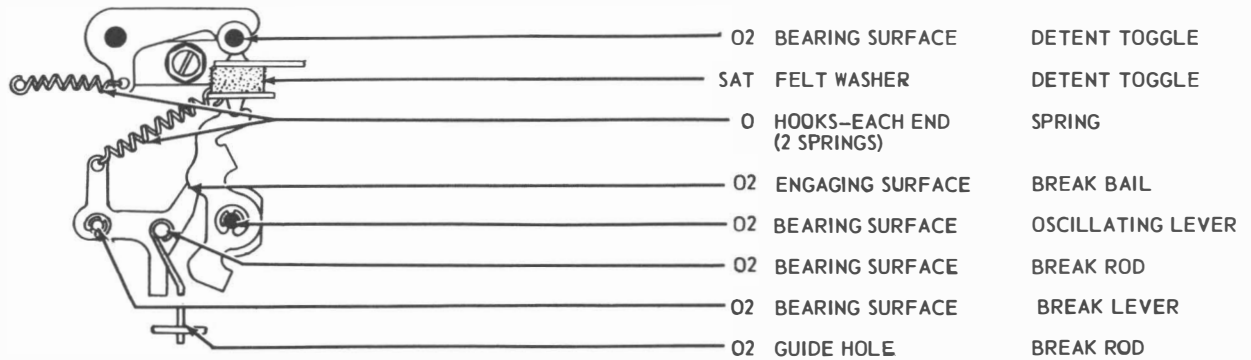 O2 BEARING SURFACE DETENT TOGGLE
SAT FELT WASHER DETENT TOGGLE
O HOOKS–EACH END SPRING
(2 SPRINGS)
O2 ENGAGING SURFACE BREAK BAIL
O2 BEARING SURFACE OSCILLATING LEVER
O2 BEARING SURFACE BREAK ROD
O2 BEARING SURFACE BREAK LEVER
O2 GUIDE HOLE BREAK ROD